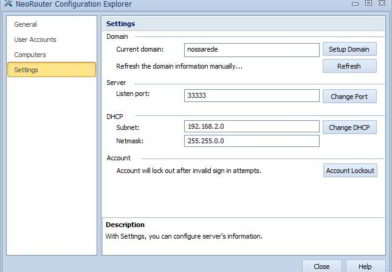 NeoRouter Configuration Explorer
General
User Accounts
Computers
Settings
Settings
Domain
Current domain: nossarede Setup Domain
Refresh the domain information manually... Refresh
Server
Listen port: 33333 Change Port
DHCP
Subnet: 192.168.2.0 Change DHCP
Netmask: 255.255.0.0
Account
Account will lock out after invalid sign in attempts. Account Lockout
Description
With Settings, you can configure server's information.
Close Help